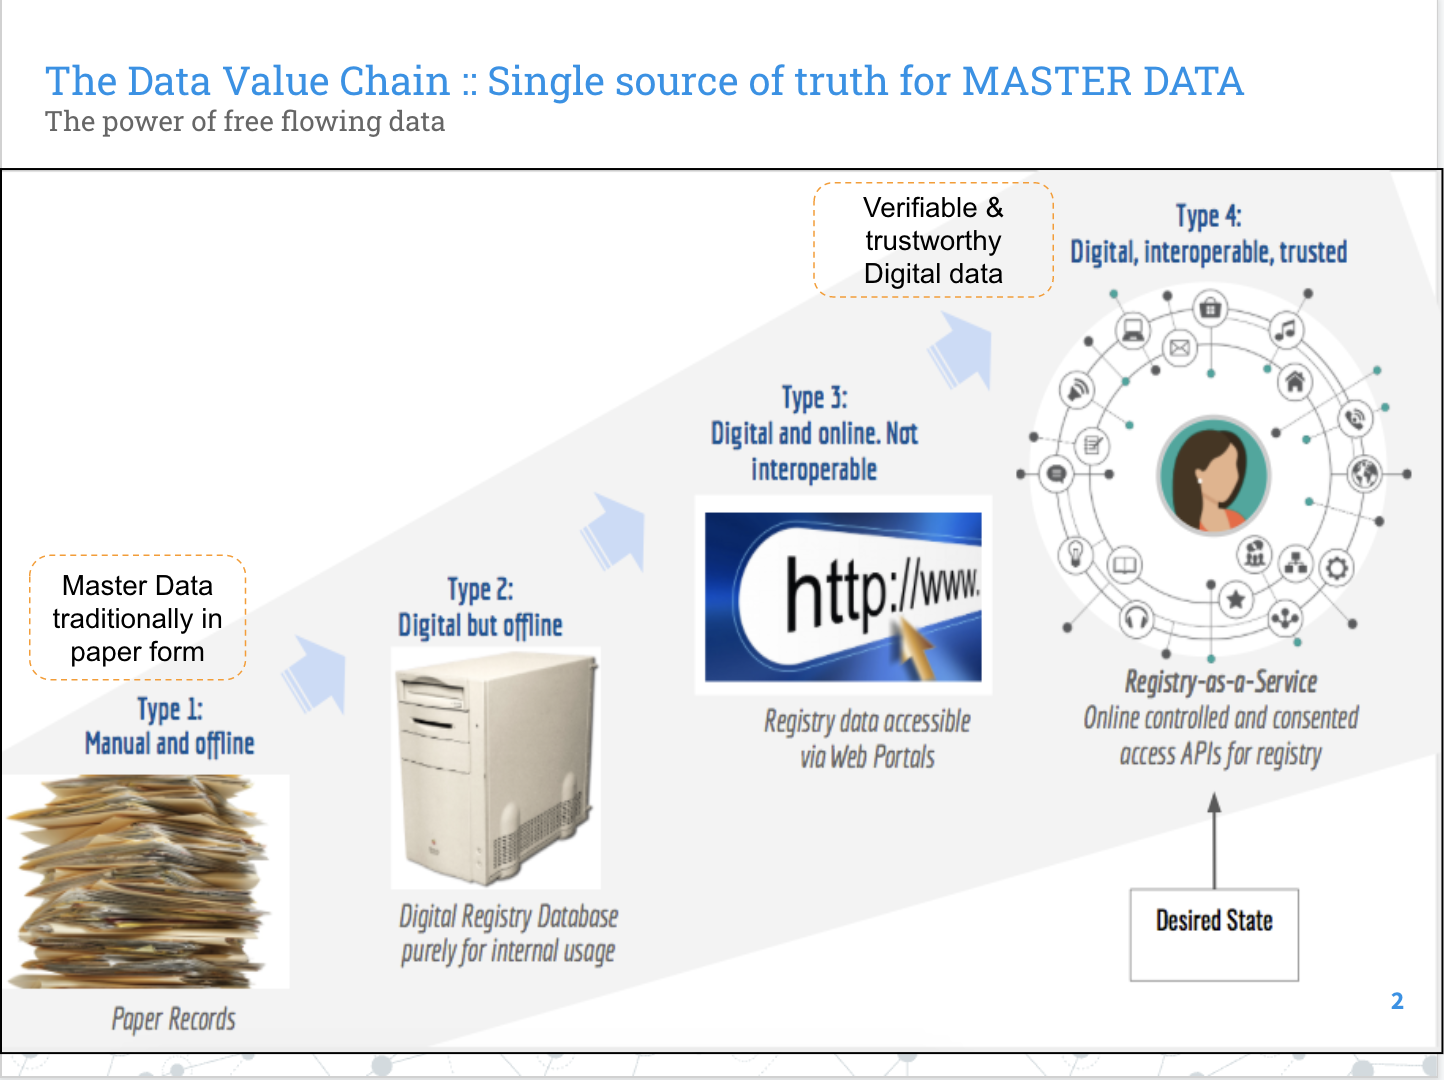 The Data Value Chain :: Single source of truth for MASTER DATA
The power of free flowing data
Master Data
traditionally in
paper form
Type 1:
Manual and offline
Paper Records
Type 2:
Digital but offline
Digital Registry Database
purely for internal usage
Type 3:
Digital and online. Not
interoperable
http://www.
Registry data accessible
via Web Portals
Verifiable &
trustworthy
Digital data
Type 4:
Digital, interoperable, trusted
Registry-as-a-Service
Online controlled and consented
access APIs for registry
Desired State
2